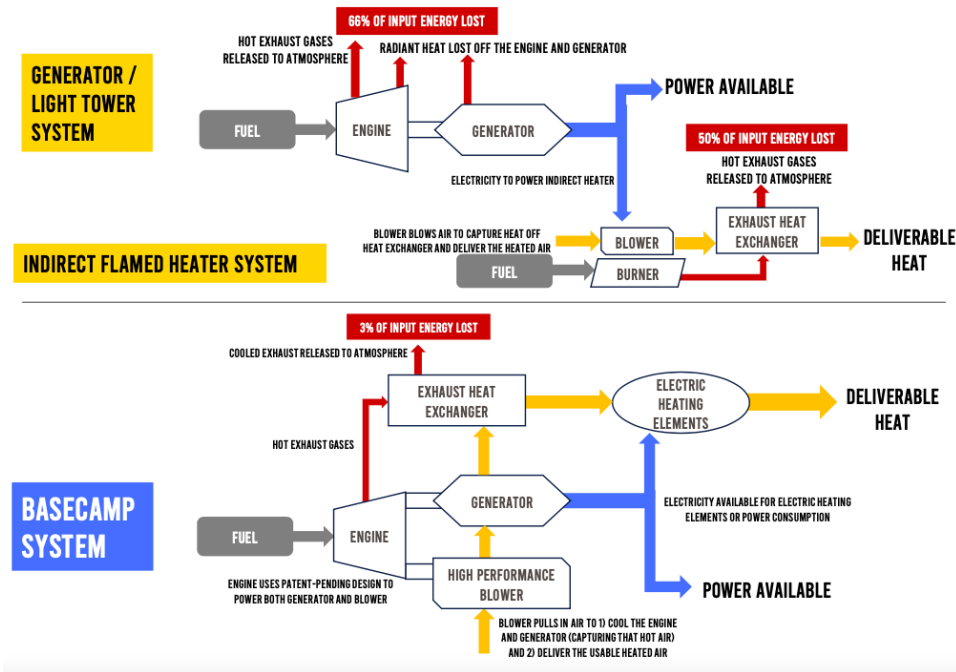 66% OF INPUT ENERGY LOST
HOT EXHAUST GASES
RELEASED TO ATMOSPHERE
RADIANT HEAT LOST OFF THE ENGINE AND GENERATOR
GENERATOR /
LIGHT TOWER
SYSTEM
FUEL
ENGINE
GENERATOR
POWER AVAILABLE
50% OF INPUT ENERGY LOST
HOT EXHAUST GASES
RELEASED TO ATMOSPHERE
ELECTRICITY TO POWER INDIRECT HEATER
BLOWER BLOWS AIR TO CAPTURE HEAT OFF
HEAT EXCHANGER AND DELIVER THE HEATED AIR
BLOWER
EXHAUST HEAT
EXCHANGER
DELIVERABLE
HEAT
INDIRECT FLAMED HEATER SYSTEM
FUEL
BURNER
3% OF INPUT ENERGY LOST
COOLED EXHAUST RELEASED TO ATMOSPHERE
EXHAUST HEAT
EXCHANGER
ELECTRIC
HEATING
ELEMENTS
DELIVERABLE
HEAT
HOT EXHAUST GASES
BASECAMP
SYSTEM
FUEL
ENGINE
GENERATOR
ELECTRICITY AVAILABLE FOR ELECTRIC HEATING
ELEMENTS OR POWER CONSUMPTION
ENGINE USES PATENT-PENDING DESIGN TO
POWER BOTH GENERATOR AND BLOWER
HIGH PERFORMANCE
BLOWER
POWER AVAILABLE
BLOWER PULLS IN AIR TO 1) COOL THE ENGINE
AND GENERATOR (CAPTURING THAT HOT AIR)
AND 2) DELIVER THE USABLE HEATED AIR